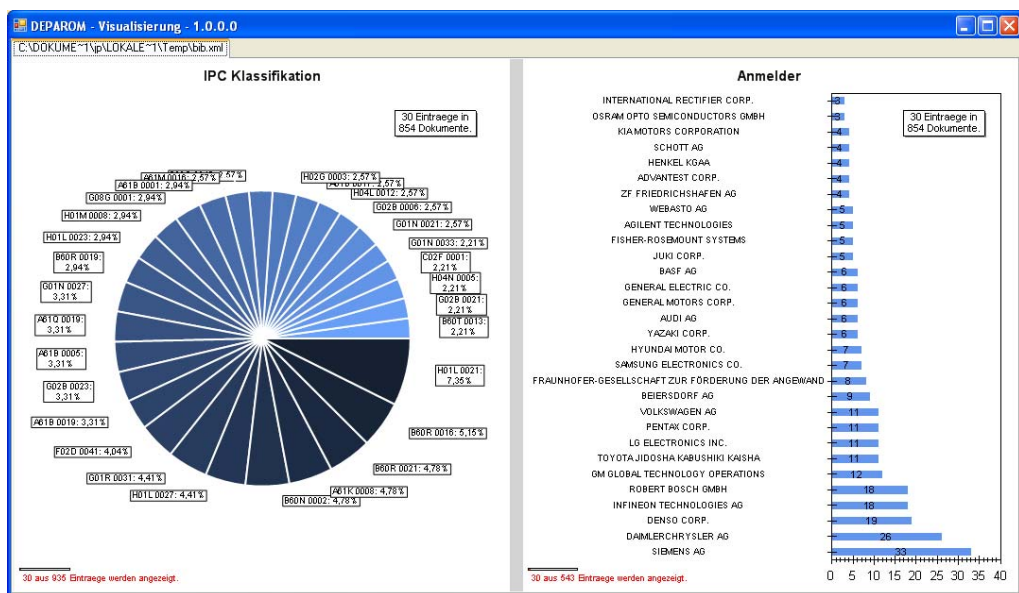 DEPAROM - Visualisierung - 1.0.0.0
C:\DOKUME~1\jp\LOKALE~1\Temp\bib.xml
IPC Klassifikation
30 Eintraege in
854 Dokumente.
A61M 0016: 2,57%
2,57%
A61B 0001: 2,94%
G08G 0001: 2,94%
H01M 0008: 2,94%
H01L 0023: 2,94%
B60R 0019:
2,94%
G01N 0027:
3,31%
A61Q 0019:
3,31%
A61B 0005:
3,31%
G02B 0023:
3,31%
A61B 0019: 3,31%
F02D 0041: 4,04%
G01R 0031: 4,41%
H01L 0027: 4,41%
H02G 0003: 2,57%
A61B 0017: 2,57%
H04L 0012: 2,57%
G02B 0006: 2,57%
G01N 0021: 2,57%
G01N 0033: 2,21%
C02F 0001:
2,21%
H04N 0005:
2,21%
G02B 0021:
2,21%
B60T 0013:
2,21%
H01L 0021:
7,35%
B60R 0016: 5,15%
B60R 0021: 4,78%
A61K 0008: 4,78%
B60N 0002: 4,78%
30 aus 935 Eintraege werden angezeigt.
Anmelder
30 Eintraege in
854 Dokumente.
INTERNATIONAL RECTIFIER CORP. 3
OSRAM OPTO SEMICONDUCTORS GMBH 3
KIA MOTORS CORPORATION 4
SCHOTT AG 4
HENKEL KGAA 4
ADVANTEST CORP. 4
ZF FRIEDRICHSHAFEN AG 4
WEBASTO AG 5
AGILENT TECHNOLOGIES 5
FISHER-ROSEMOUNT SYSTEMS 5
JUKI CORP. 5
BASF AG 6
GENERAL ELECTRIC CO. 6
GENERAL MOTORS CORP. 6
AUDI AG 6
YAZAKI CORP. 6
HYUNDAI MOTOR CO. 7
SAMSUNG ELECTRONICS CO. 7
FRAUNHOFER-GESELLSCHAFT ZUR FÖRDERUNG DER ANGEWAND 8
BEIERSDORF AG 9
VOLKSWAGEN AG 11
PENTAX CORP. 11
LG ELECTRONICS INC. 11
TOYOTA JIDOSHA KABUSHIKI KAISHA 11
GM GLOBAL TECHNOLOGY OPERATIONS 12
ROBERT BOSCH GMBH 18
INFINEON TECHNOLOGIES AG 18
DENSO CORP. 19
DAIMLERCHRYSLER AG 26
SIEMENS AG 33
0 5 10 15 20 25 30 35 40
30 aus 543 Eintraege werden angezeigt.